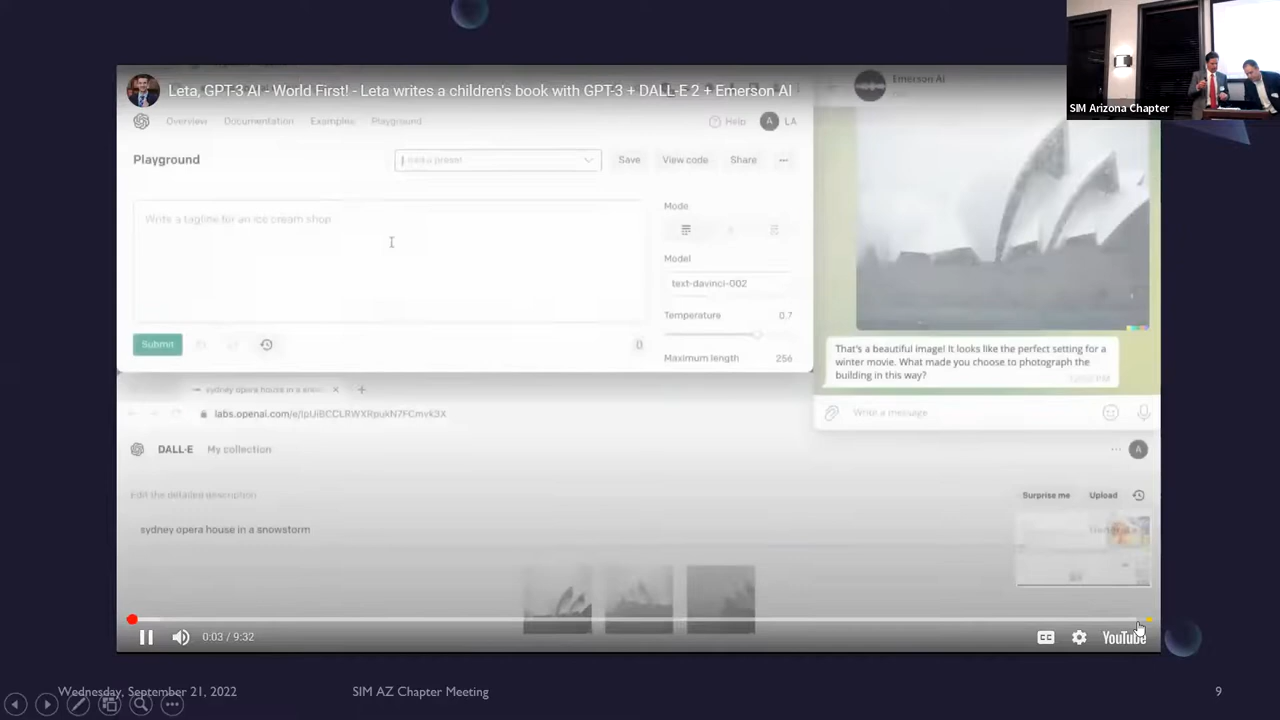 Leta, GPT-3 AI - World First! - Leta writes a children's book with GPT-3 + DALL-E 2 + Emerson AI
Emerson AI
SIM Arizona Chapter
Overview Documentation Examples Playground Help A LA
Playground
Load a preset
Save View code Share ...
Write a tagline for an ice cream shop
Mode
Model
text-davinci-002
Temperature 0.7
Maximum length 256
Submit
0
That's a beautiful image! It looks like the perfect setting for a
winter movie. What made you choose to photograph the
building in this way?
Write a message
sydney opera house in a snow
DALL·E My collection
A
Edit the detailed description
Surprise me Upload
sydney opera house in a snowstorm
0:03 / 9:32
CC
YouTube
Wednesday, September 21, 2022
SIM AZ Chapter Meeting
9